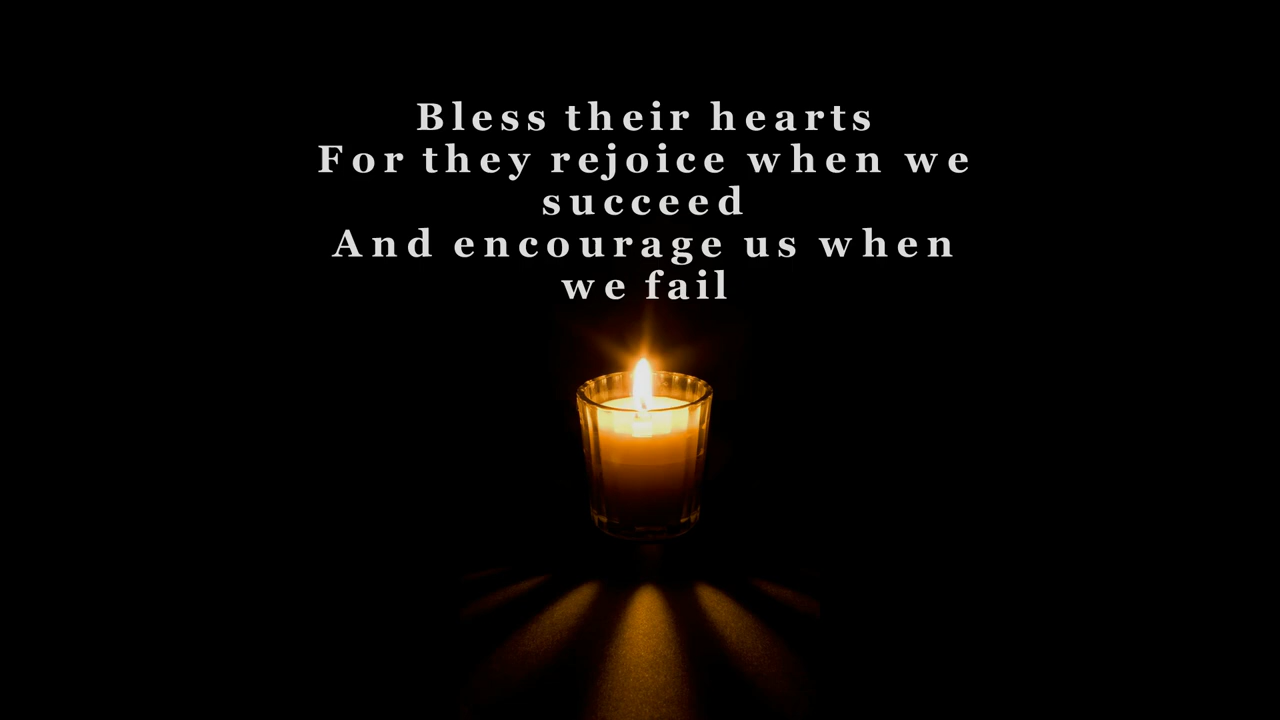 Bless their hearts
For they rejoice when we
succeed
And encourage us when
we fail